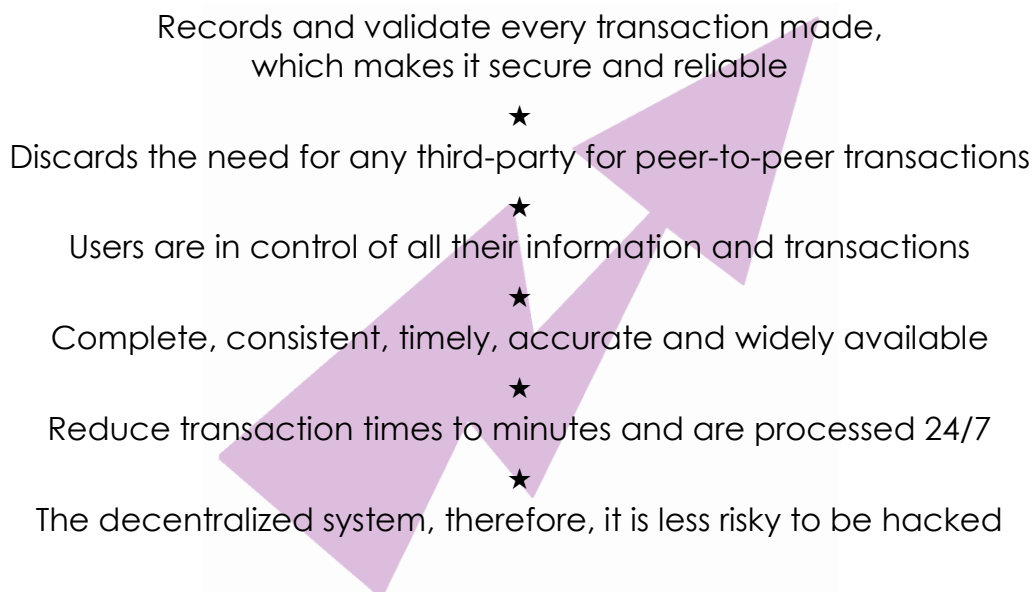 Records and validate every transaction made,
which makes it secure and reliable
★
Discards the need for any third-party for peer-to-peer transactions
★
Users are in control of all their information and transactions
★
Complete, consistent, timely, accurate and widely available
★
Reduce transaction times to minutes and are processed 24/7
★
The decentralized system, therefore, it is less risky to be hacked